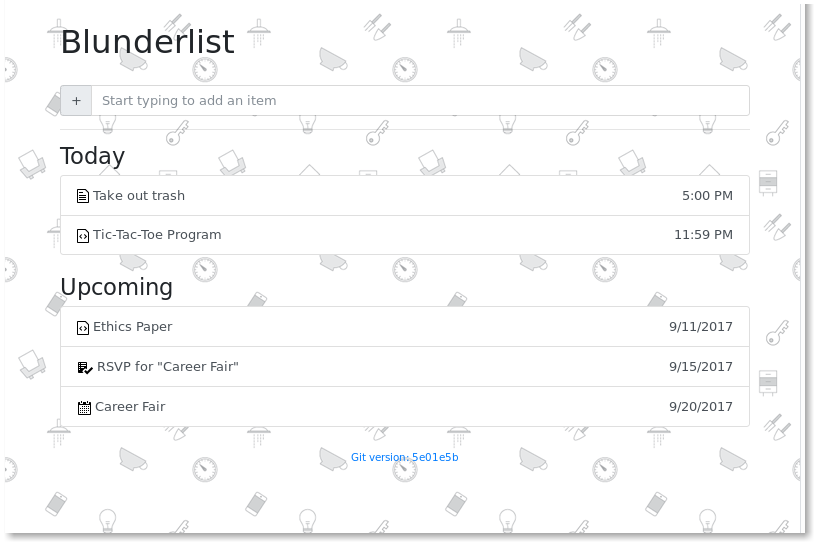 Blunderlist
+ Start typing to add an item
Today
Take out trash 5:00 PM
Tic-Tac-Toe Program 11:59 PM
Upcoming
Ethics Paper 9/11/2017
RSVP for "Career Fair" 9/15/2017
Career Fair 9/20/2017
Git version: 5e01e5b